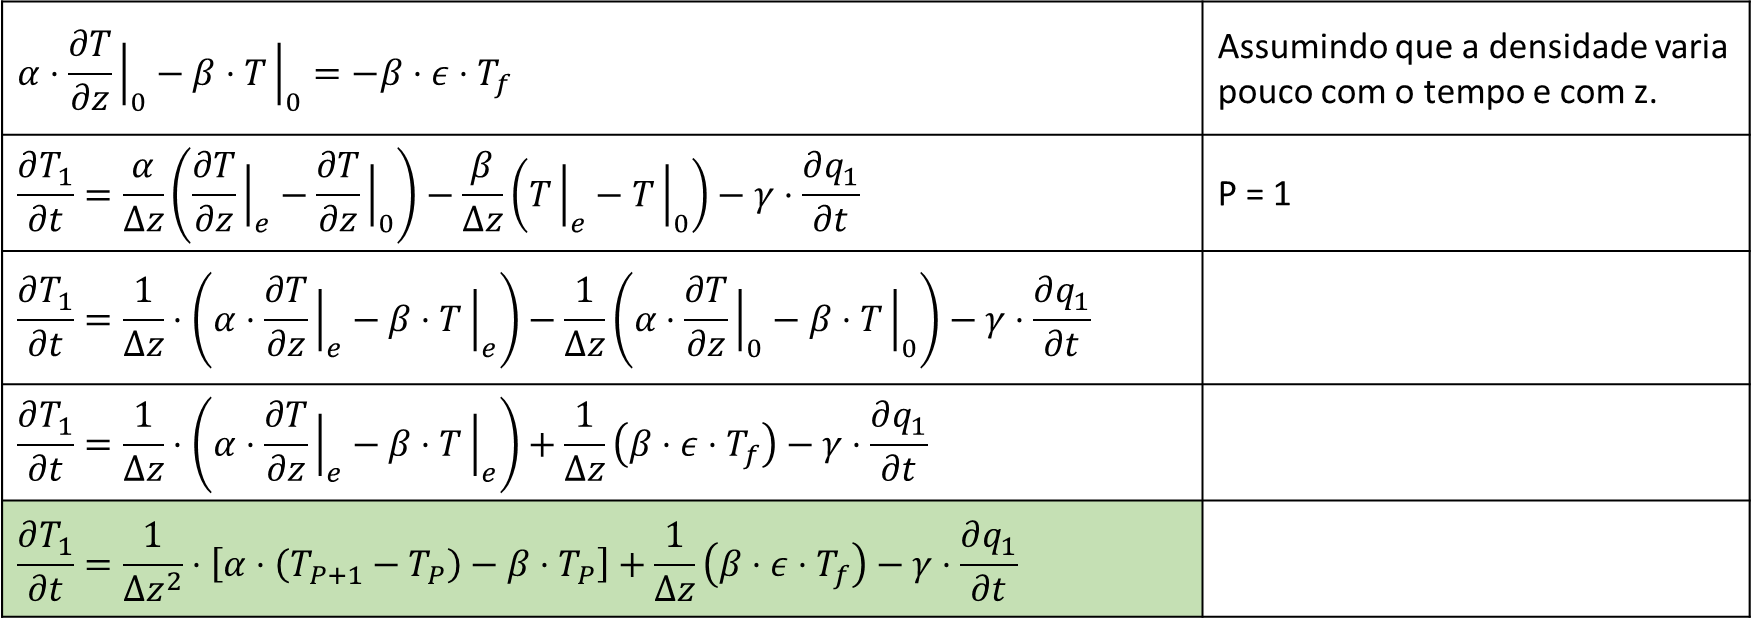 α · ∂T/∂z |₀ − β · T |₀ = −β · ϵ · T_f
Assumindo que a densidade varia
pouco com o tempo e com z.
∂T₁/∂t = α/Δz (∂T/∂z |ₑ − ∂T/∂z |₀) − β/Δz (T |ₑ − T |₀) − γ · ∂q₁/∂t
P = 1
∂T₁/∂t = 1/Δz · (α · ∂T/∂z |ₑ − β · T |ₑ) − 1/Δz (α · ∂T/∂z |₀ − β · T |₀) − γ · ∂q₁/∂t
∂T₁/∂t = 1/Δz · (α · ∂T/∂z |ₑ − β · T |ₑ) + 1/Δz (β · ϵ · T_f) − γ · ∂q₁/∂t
∂T₁/∂t = 1/Δz² · [α · (T_{P+1} − T_P) − β · T_P] + 1/Δz (β · ϵ · T_f) − γ · ∂q₁/∂t